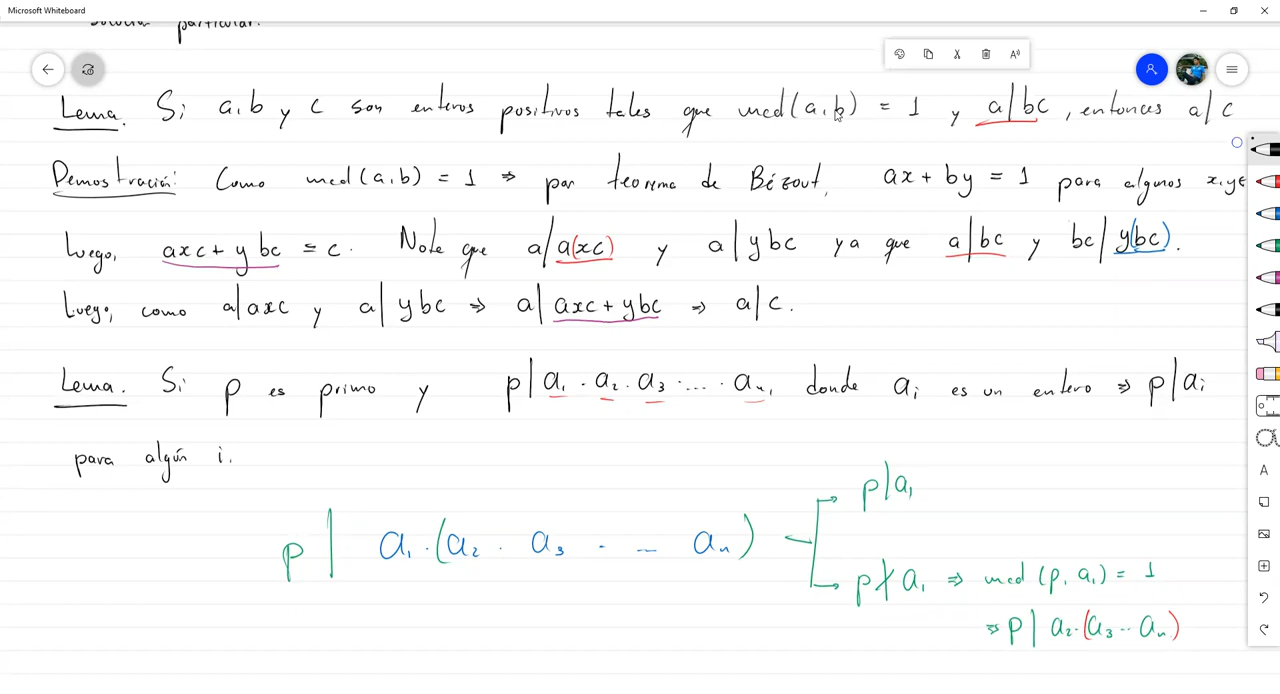 Microsoft Whiteboard
solución particular.
Lema. Si a, b y c son enteros positivos tales que mcd(a, b) = 1 y a|bc, entonces a|c
Demostración: Como mcd(a, b) = 1 ⇒ por teorema de Bézout, ax + by = 1 para algunos x, y ∈
Luego, axc + ybc = c. Note que a|a(xc) y a|ybc ya que a|bc y bc|y(bc).
Luego, como a|axc y a|ybc ⇒ a|axc + ybc ⇒ a|c.
Lema. Si p es primo y p|a₁ · a₂ · a₃ · ... · aₙ, donde aᵢ es un entero ⇒ p|aᵢ
para algún i.
p|a₁
p | a₁ · (a₂ · a₃ · ... aₙ)
p∤a₁ ⇒ mcd(p, a₁) = 1
⇒ p| a₂·(a₃ ... aₙ)